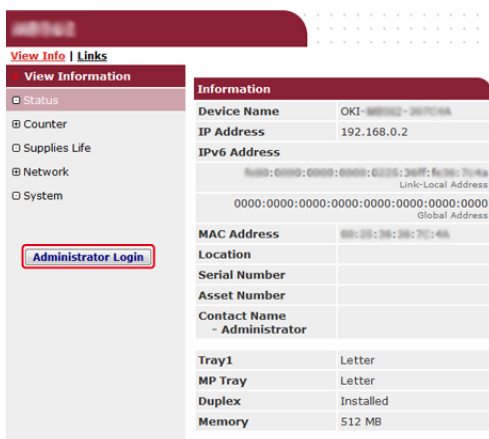 View Info | Links
View Information
Status
Counter
Supplies Life
Network
System
Administrator Login
Information
Device Name OKI-
IP Address 192.168.0.2
IPv6 Address
Link-Local Address
0000:0000:0000:0000:0000:0000:0000:0000
Global Address
MAC Address
Location
Serial Number
Asset Number
Contact Name
- Administrator
Tray1 Letter
MP Tray Letter
Duplex Installed
Memory 512 MB